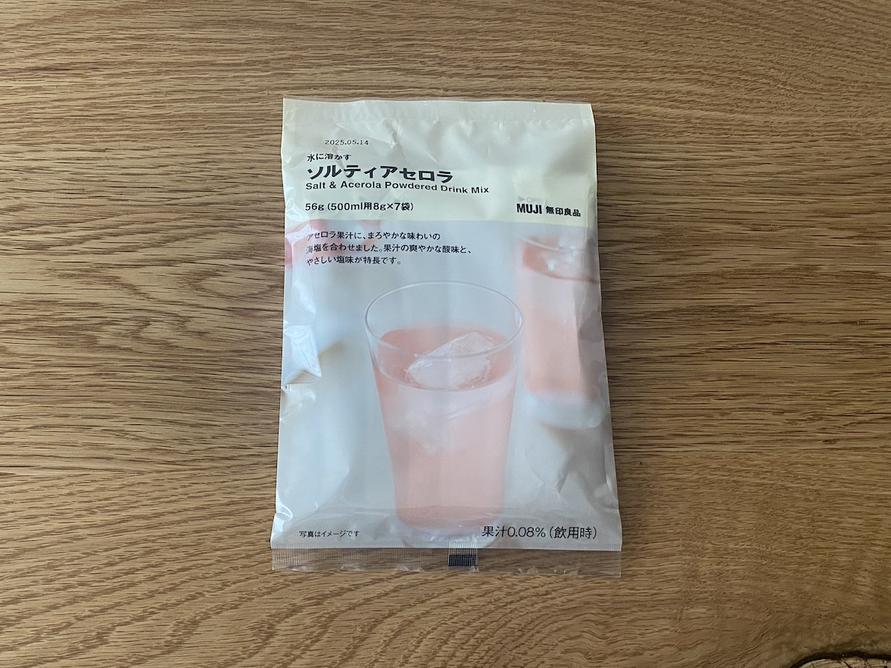 2025.05.14
水に溶かす
ソルティアセロラ
Salt & Acerola Powdered Drink Mix
56g(500ml用8g×7袋)
MUJI 無印良品
アセロラ果汁に、まろやかな味わいの
海塩を合わせました。果汁の爽やかな酸味と、
やさしい塩味が特長です。
写真はイメージです
果汁0.08%(飲用時)